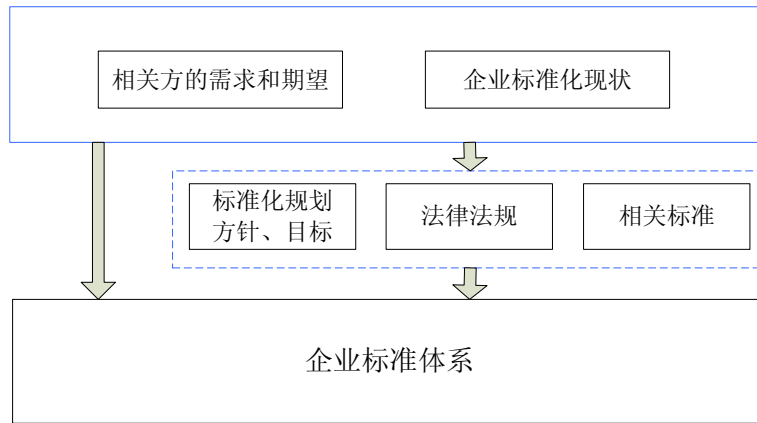 相关方的需求和期望
企业标准化现状
标准化规划
方针、目标
法律法规
相关标准
企业标准体系